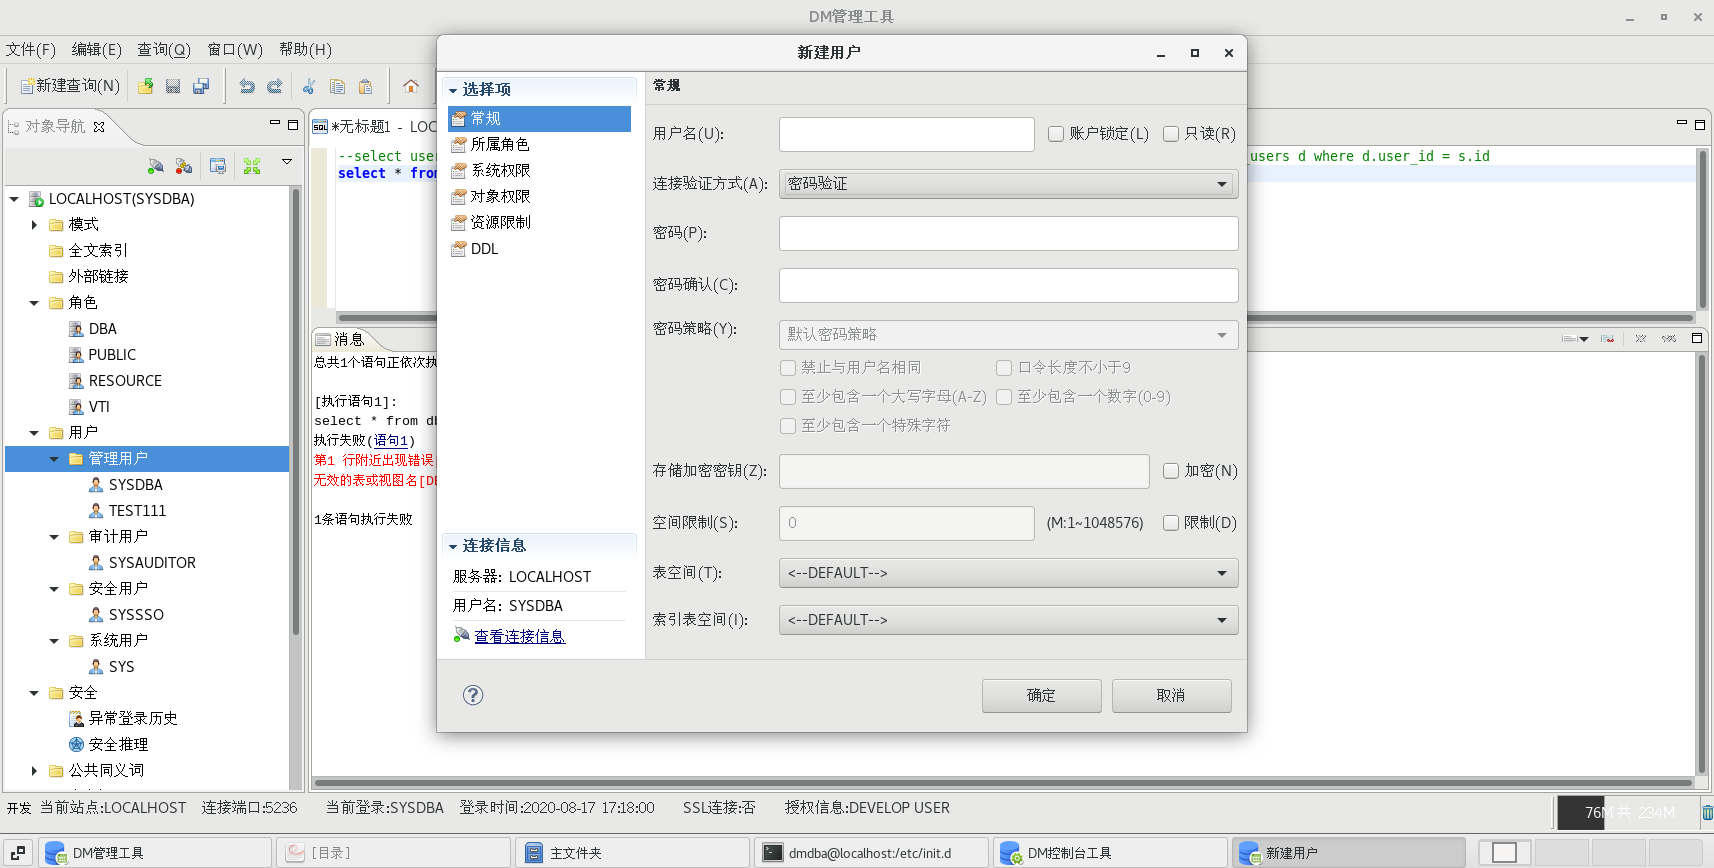 DM管理工具
文件(F) 编辑(E) 查询(Q) 窗口(W) 帮助(H)
新建查询(N)
对象导航
LOCALHOST(SYSDBA)
模式
全文索引
外部链接
角色
DBA
PUBLIC
RESOURCE
VTI
用户
管理用户
SYSDBA
TEST111
审计用户
SYSAUDITOR
安全用户
SYSSSO
系统用户
SYS
安全
异常登录历史
安全推理
公共同义词
SQL *无标题1 - LOC
--select use
users d where d.user_id = s.id
select * fro
消息
总共1个语句正依次执
[执行语句1]:
select * from db
执行失败(语句1)
第1 行附近出现错误
无效的表或视图名[D
1条语句执行失败
新建用户
选择项
常规
所属角色
系统权限
对象权限
资源限制
DDL
连接信息
服务器: LOCALHOST
用户名: SYSDBA
查看连接信息
常规
用户名(U):
账户锁定(L) 只读(R)
连接验证方式(A): 密码验证
密码(P):
密码确认(C):
密码策略(Y): 默认密码策略
禁止与用户名相同 口令长度不小于9
至少包含一个大写字母(A-Z) 至少包含一个数字(0-9)
至少包含一个特殊字符
存储加密密钥(Z): 加密(N)
空间限制(S): 0 (M:1~1048576) 限制(D)
表空间(T): <--DEFAULT-->
索引表空间(I): <--DEFAULT-->
? 确定 取消
开发 当前站点:LOCALHOST 连接端口:5236 当前登录:SYSDBA 登录时间:2020-08-17 17:18:00 SSL连接:否 授权信息:DEVELOP USER
76M 共 234M
DM管理工具 [目录] 主文件夹 dmdba@localhost:/etc/init.d DM控制台工具 新建用户